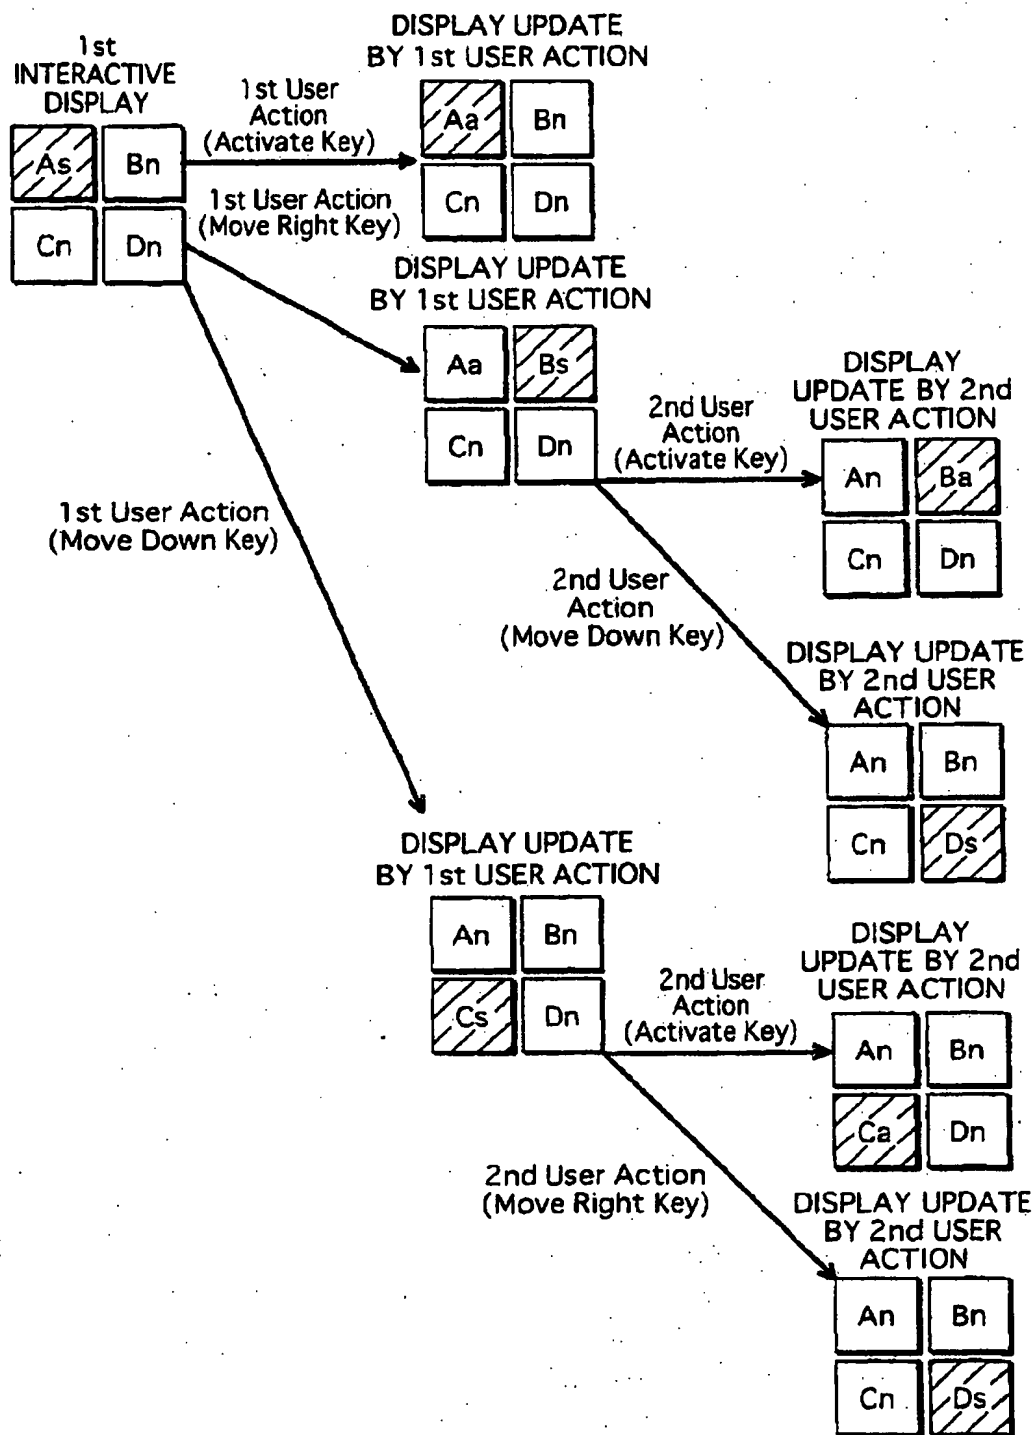 1st
INTERACTIVE
DISPLAY
As Bn
Cn Dn
1st User
Action
(Activate Key)
DISPLAY UPDATE
BY 1st USER ACTION
Aa Bn
Cn Dn
1st User Action
(Move Right Key)
DISPLAY UPDATE
BY 1st USER ACTION
Aa Bs
Cn Dn
2nd User
Action
(Activate Key)
DISPLAY
UPDATE BY 2nd
USER ACTION
An Ba
Cn Dn
2nd User
Action
(Move Down Key)
DISPLAY UPDATE
BY 2nd USER
ACTION
An Bn
Cn Ds
1st User Action
(Move Down Key)
DISPLAY UPDATE
BY 1st USER ACTION
An Bn
Cs Dn
2nd User
Action
(Activate Key)
DISPLAY
UPDATE BY 2nd
USER ACTION
An Bn
Ca Dn
2nd User Action
(Move Right Key)
DISPLAY UPDATE
BY 2nd USER
ACTION
An Bn
Cn Ds